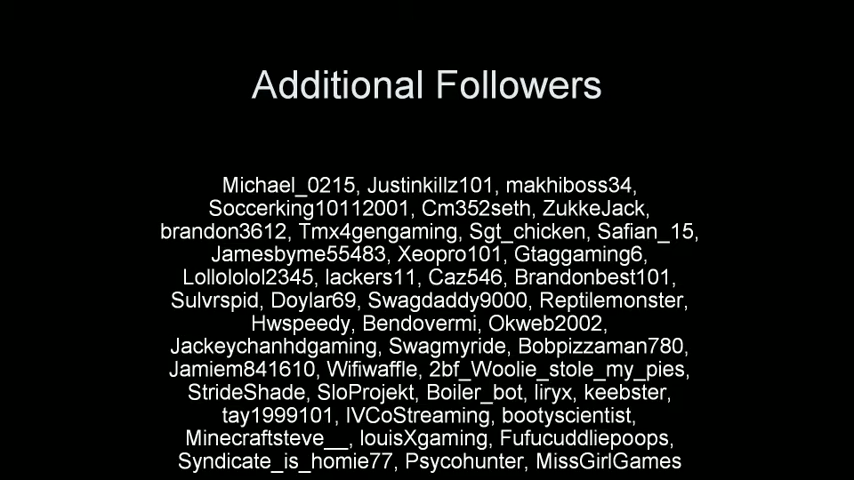 Additional Followers
Michael_0215, Justinkillz101, makhiboss34,
Soccerking10112001, Cm352seth, ZukkeJack,
brandon3612, Tmx4gengaming, Sgt_chicken, Safian_15,
Jamesbyme55483, Xeopro101, Gtaggaming6,
Lollololol2345, lackers11, Caz546, Brandonbest101,
Sulvrspid, Doylar69, Swagdaddy9000, Reptilemonster,
Hwspeedy, Bendovermi, Okweb2002,
Jackeychanhdgaming, Swagmyride, Bobpizzaman780,
Jamiem841610, Wifiwaffle, 2bf_Woolie_stole_my_pies,
StrideShade, SloProjekt, Boiler_bot, liryx, keebster,
tay1999101, IVCoStreaming, bootyscientist,
Minecraftsteve__, louisXgaming, Fufucuddliepoops,
Syndicate_is_homie77, Psycohunter, MissGirlGames